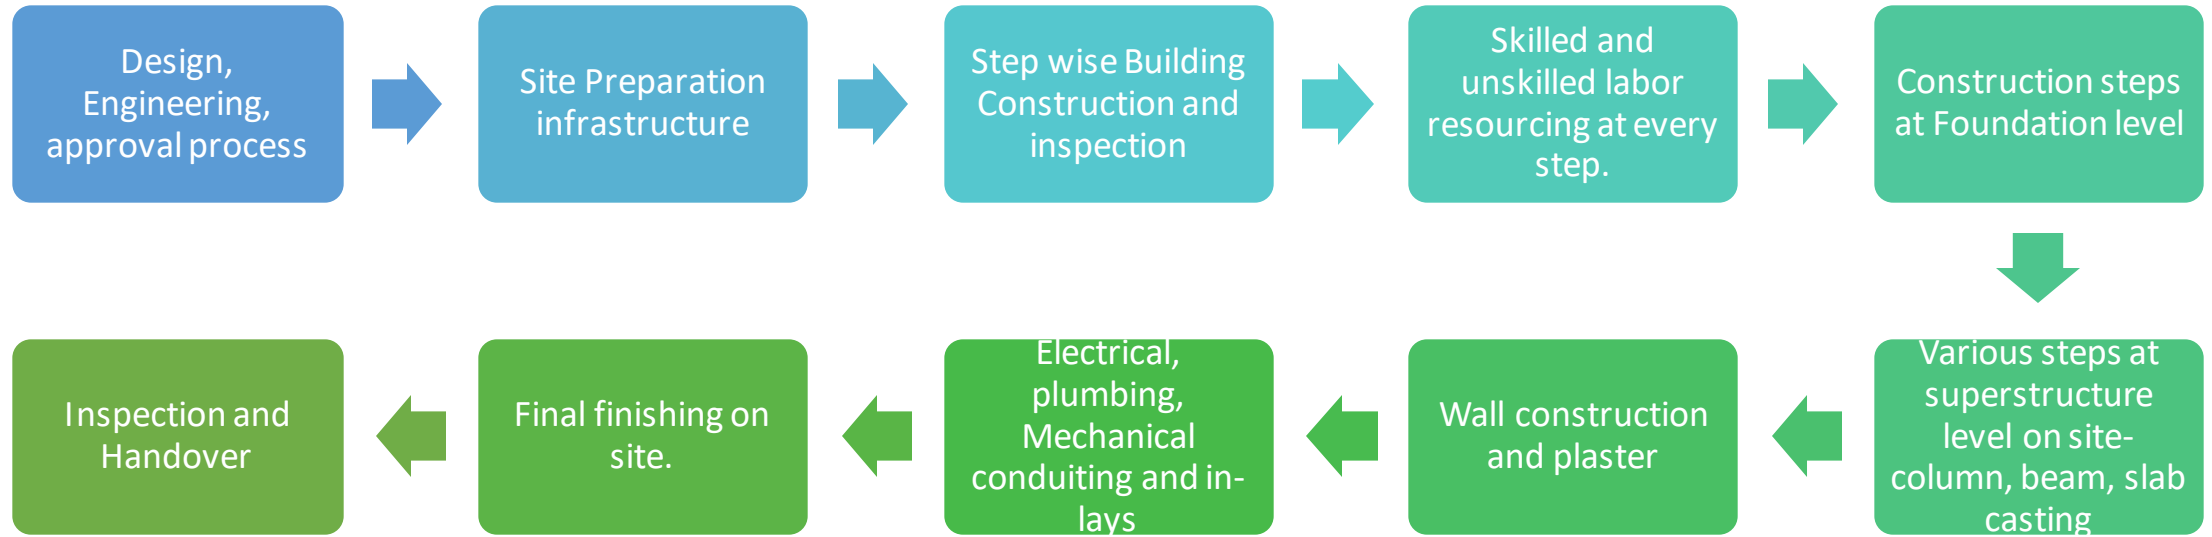 Design,
Engineering,
approval process
Site Preparation
infrastructure
Step wise Building
Construction and
inspection
Skilled and
unskilled labor
resourcing at every
step.
Construction steps
at Foundation level
Various steps at
superstructure
level on site-
column, beam, slab
casting
Wall construction
and plaster
Electrical,
plumbing,
Mechanical
conduiting and in-
lays
Final finishing on
site.
Inspection and
Handover